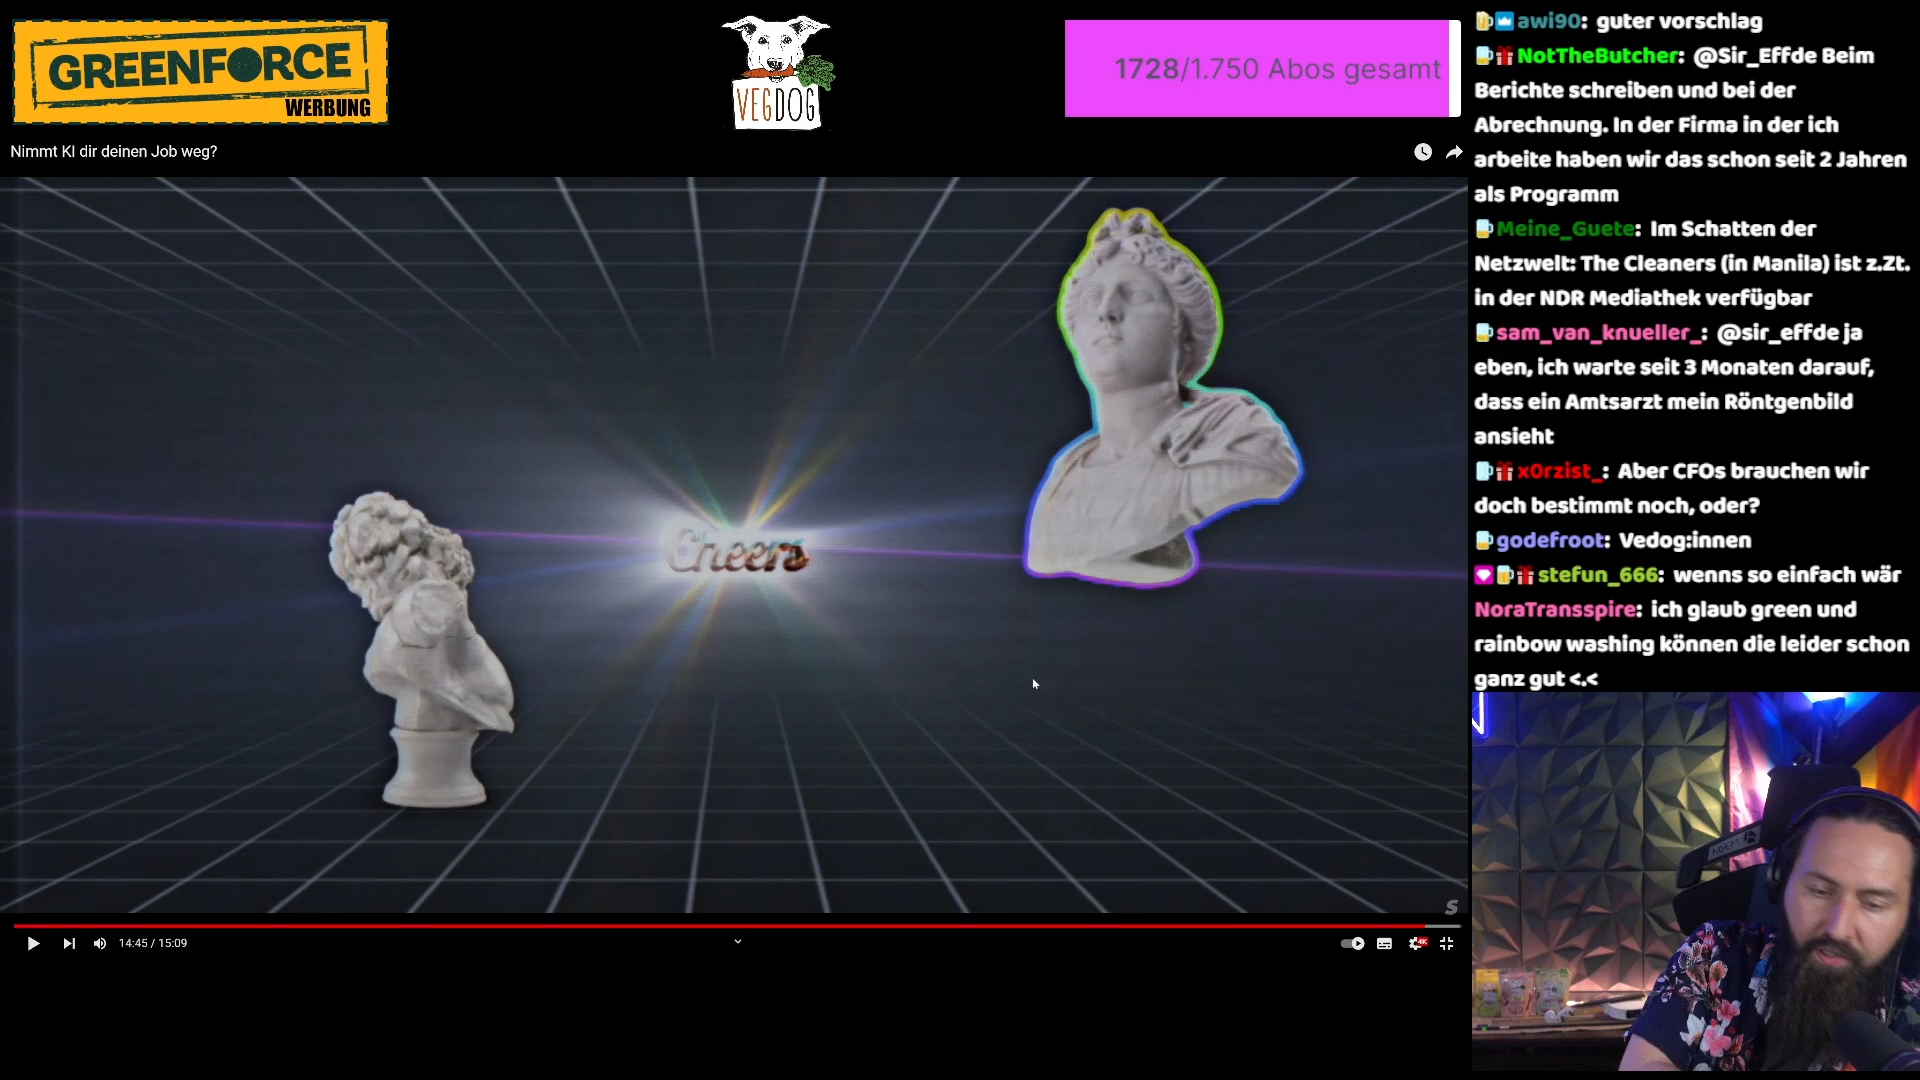 GREENFORCE
WERBUNG
VEGDOG
1728/1.750 Abos gesamt
Nimmt KI dir deinen Job weg?
Cheers
S
14:45 / 15:09
4K
awi90: guter vorschlag
NotTheButcher: @Sir_Effde Beim
Berichte schreiben und bei der
Abrechnung. In der Firma in der ich
arbeite haben wir das schon seit 2 Jahren
als Programm
Meine_Guete: Im Schatten der
Netzwelt: The Cleaners (in Manila) ist z.Zt.
in der NDR Mediathek verfügbar
sam_van_knueller_: @sir_effde ja
eben, ich warte seit 3 Monaten darauf,
dass ein Amtsarzt mein Röntgenbild
ansieht
x0rzist_: Aber CFOs brauchen wir
doch bestimmt noch, oder?
godefroot: Vedog:innen
stefun_666: wenns so einfach wär
NoraTransspire: ich glaub green und
rainbow washing können die leider schon
ganz gut <.<
ADEPT